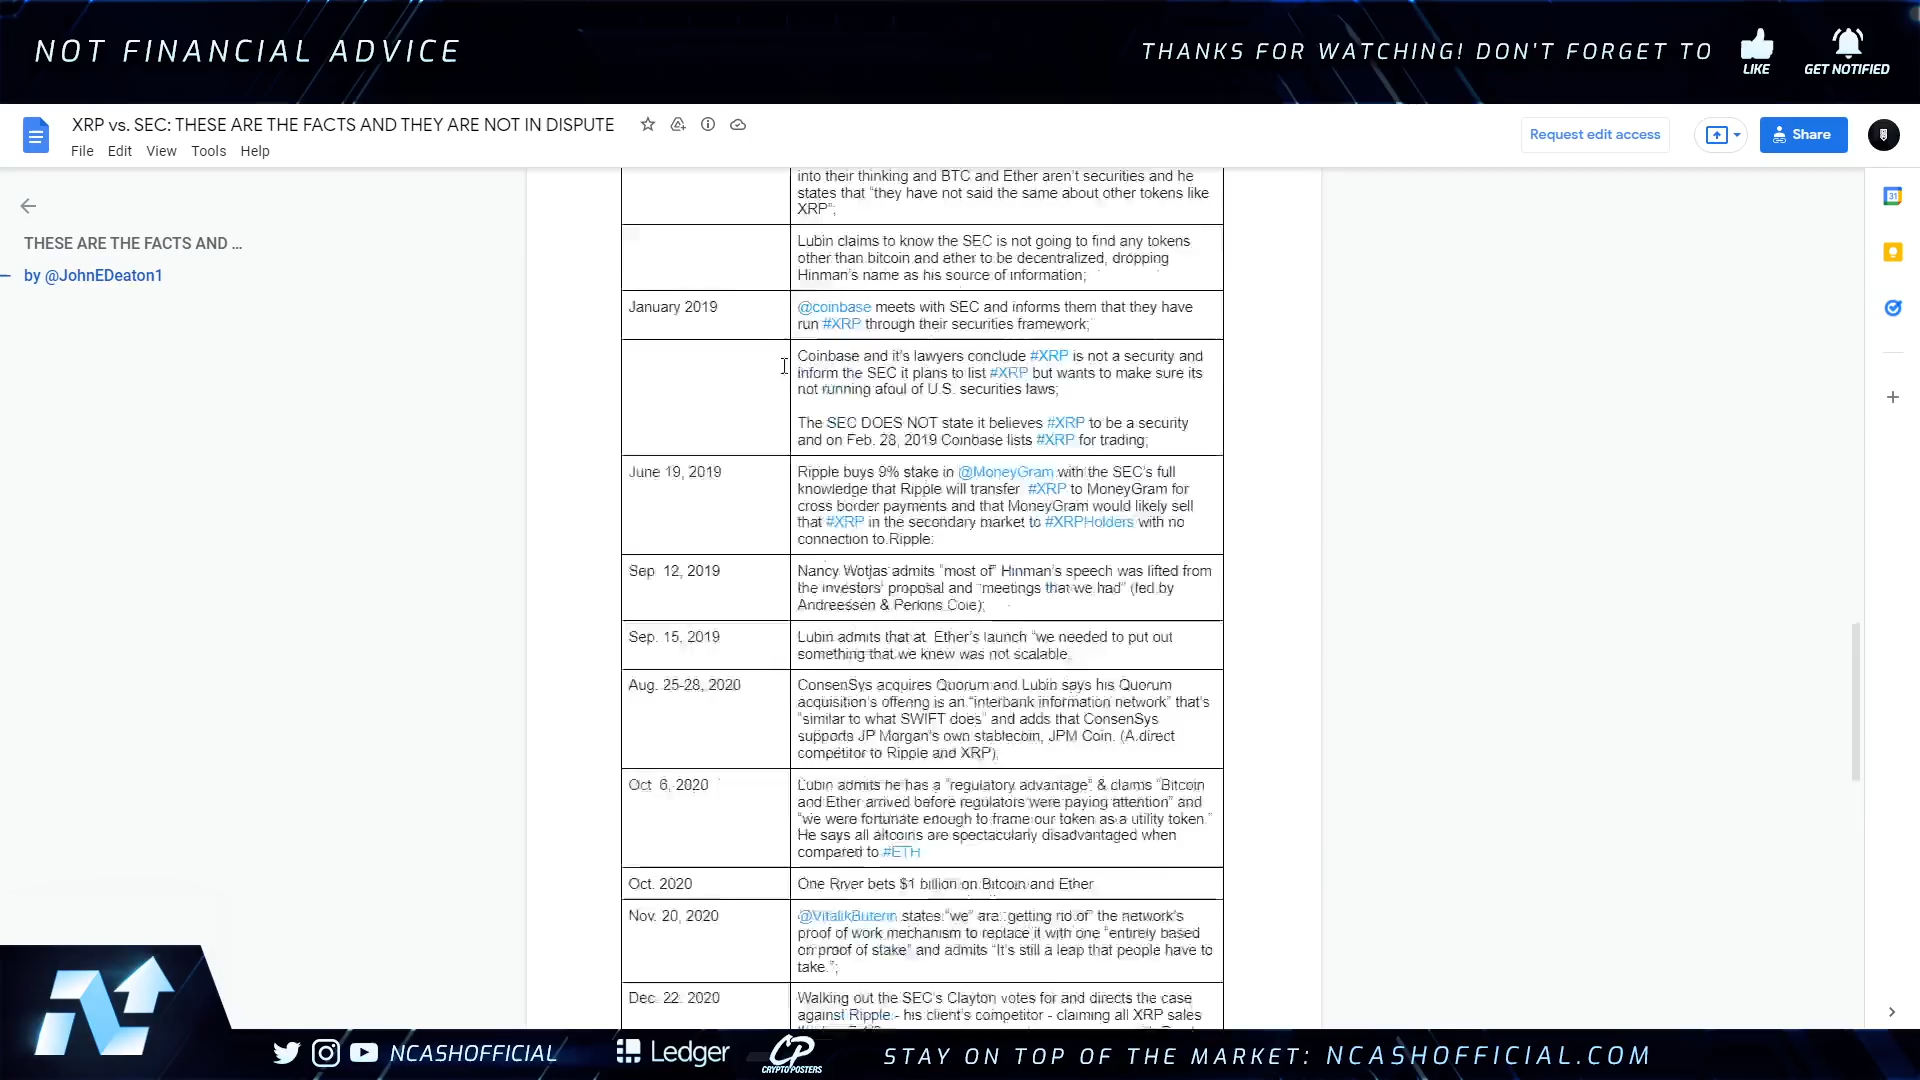 NOT FINANCIAL ADVICE
THANKS FOR WATCHING! DON'T FORGET TO
LIKE
GET NOTIFIED
XRP vs. SEC: THESE ARE THE FACTS AND THEY ARE NOT IN DISPUTE
File Edit View Tools Help
Request edit access
Share
THESE ARE THE FACTS AND ...
by @JohnEDeaton1
into their thinking and BTC and Ether aren't securities and he
states that "they have not said the same about other tokens like
XRP";
Lubin claims to know the SEC is not going to find any tokens
other than bitcoin and ether to be decentralized, dropping
Hinman's name as his source of information;
January 2019
@coinbase meets with SEC and informs them that they have
run #XRP through their securities framework;
Coinbase and it's lawyers conclude #XRP is not a security and
inform the SEC it plans to list #XRP but wants to make sure its
not running afoul of U.S. securities laws;
The SEC DOES NOT state it believes #XRP to be a security
and on Feb. 28, 2019 Coinbase lists #XRP for trading;
June 19, 2019
Ripple buys 9% stake in @MoneyGram with the SEC's full
knowledge that Ripple will transfer #XRP to MoneyGram for
cross border payments and that MoneyGram would likely sell
that #XRP in the secondary market to #XRPHolders with no
connection to Ripple:
Sep 12, 2019
Nancy Wotjas admits "most of" Hinman's speech was lifted from
the investors' proposal and "meetings that we had" (led by
Andreessen & Perkins Coie);
Sep. 15, 2019
Lubin admits that at Ether's launch "we needed to put out
something that we knew was not scalable.
Aug. 25-28, 2020
ConsenSys acquires Quorum and Lubin says his Quorum
acquisition's offering is an "interbank information network" that's
"similar to what SWIFT does" and adds that ConsenSys
supports JP Morgan's own stablecoin, JPM Coin. (A direct
competitor to Ripple and XRP)
Oct 6, 2020
Lubin admits he has a "regulatory advantage" & claims "Bitcoin
and Ether arrived before regulators were paying attention" and
"we were fortunate enough to frame our token as a utility token."
He says all altcoins are spectacularly disadvantaged when
compared to #ETH
Oct. 2020
One River bets $1 billion on Bitcoin and Ether
Nov. 20, 2020
@VitalikButerin states "we" are "getting rid of" the network's
proof of work mechanism to replace it with one "entirely based
on proof of stake" and admits "It's still a leap that people have to
take.";
Dec. 22. 2020
Walking out the SEC's Clayton votes for and directs the case
against Ripple - his client's competitor - claiming all XRP sales
NCASHOFFICIAL
Ledger
CP
CRYPTOPOSTERS
STAY ON TOP OF THE MARKET: NCASHOFFICIAL.COM